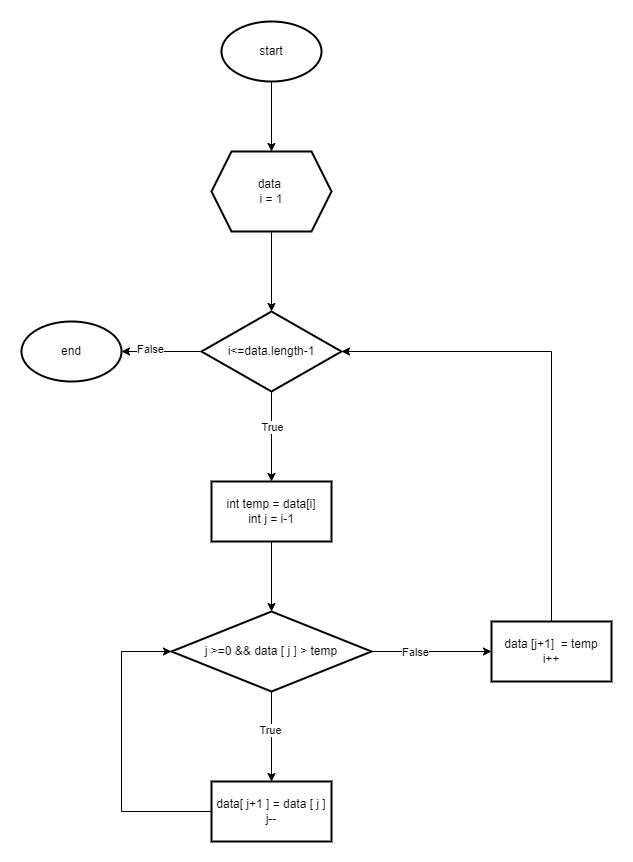 start
data
i = 1
i<=data.length-1
False
end
True
int temp = data[i]
int j = i-1
j >=0 && data [ j ] > temp
False
data [j+1]  = temp
i++
True
data[ j+1 ] = data [ j ]
j--